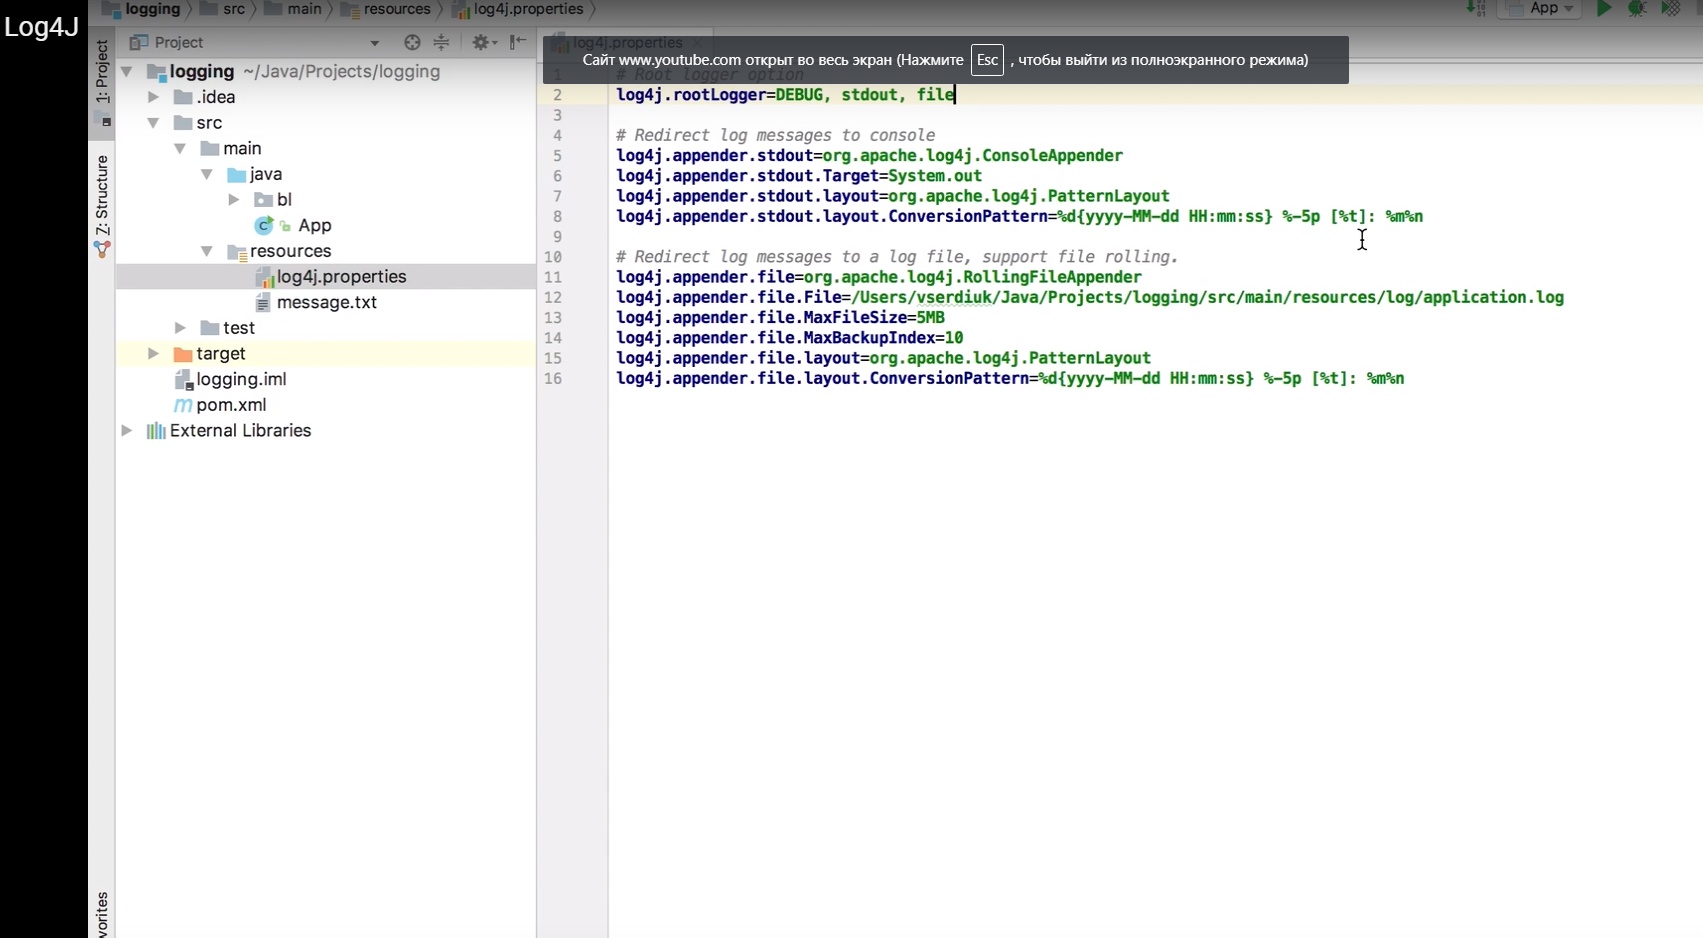 Log4J
logging
src
main
resources
log4j.properties
App
1: Project
Z: Structure
vorites
Project
logging ~/Java/Projects/logging
.idea
src
main
java
bl
App
resources
log4j.properties
message.txt
test
target
logging.iml
pom.xml
External Libraries
log4j.properties
Сайт www.youtube.com открыт во весь экран (Нажмите Esc , чтобы выйти из полноэкранного режима)
1 # Root logger option
2 log4j.rootLogger=DEBUG, stdout, file
3
4 # Redirect log messages to console
5 log4j.appender.stdout=org.apache.log4j.ConsoleAppender
6 log4j.appender.stdout.Target=System.out
7 log4j.appender.stdout.layout=org.apache.log4j.PatternLayout
8 log4j.appender.stdout.layout.ConversionPattern=%d{yyyy-MM-dd HH:mm:ss} %-5p [%t]: %m%n
9
10 # Redirect log messages to a log file, support file rolling.
11 log4j.appender.file=org.apache.log4j.RollingFileAppender
12 log4j.appender.file.File=/Users/vserdiuk/Java/Projects/logging/src/main/resources/log/application.log
13 log4j.appender.file.MaxFileSize=5MB
14 log4j.appender.file.MaxBackupIndex=10
15 log4j.appender.file.layout=org.apache.log4j.PatternLayout
16 log4j.appender.file.layout.ConversionPattern=%d{yyyy-MM-dd HH:mm:ss} %-5p [%t]: %m%n